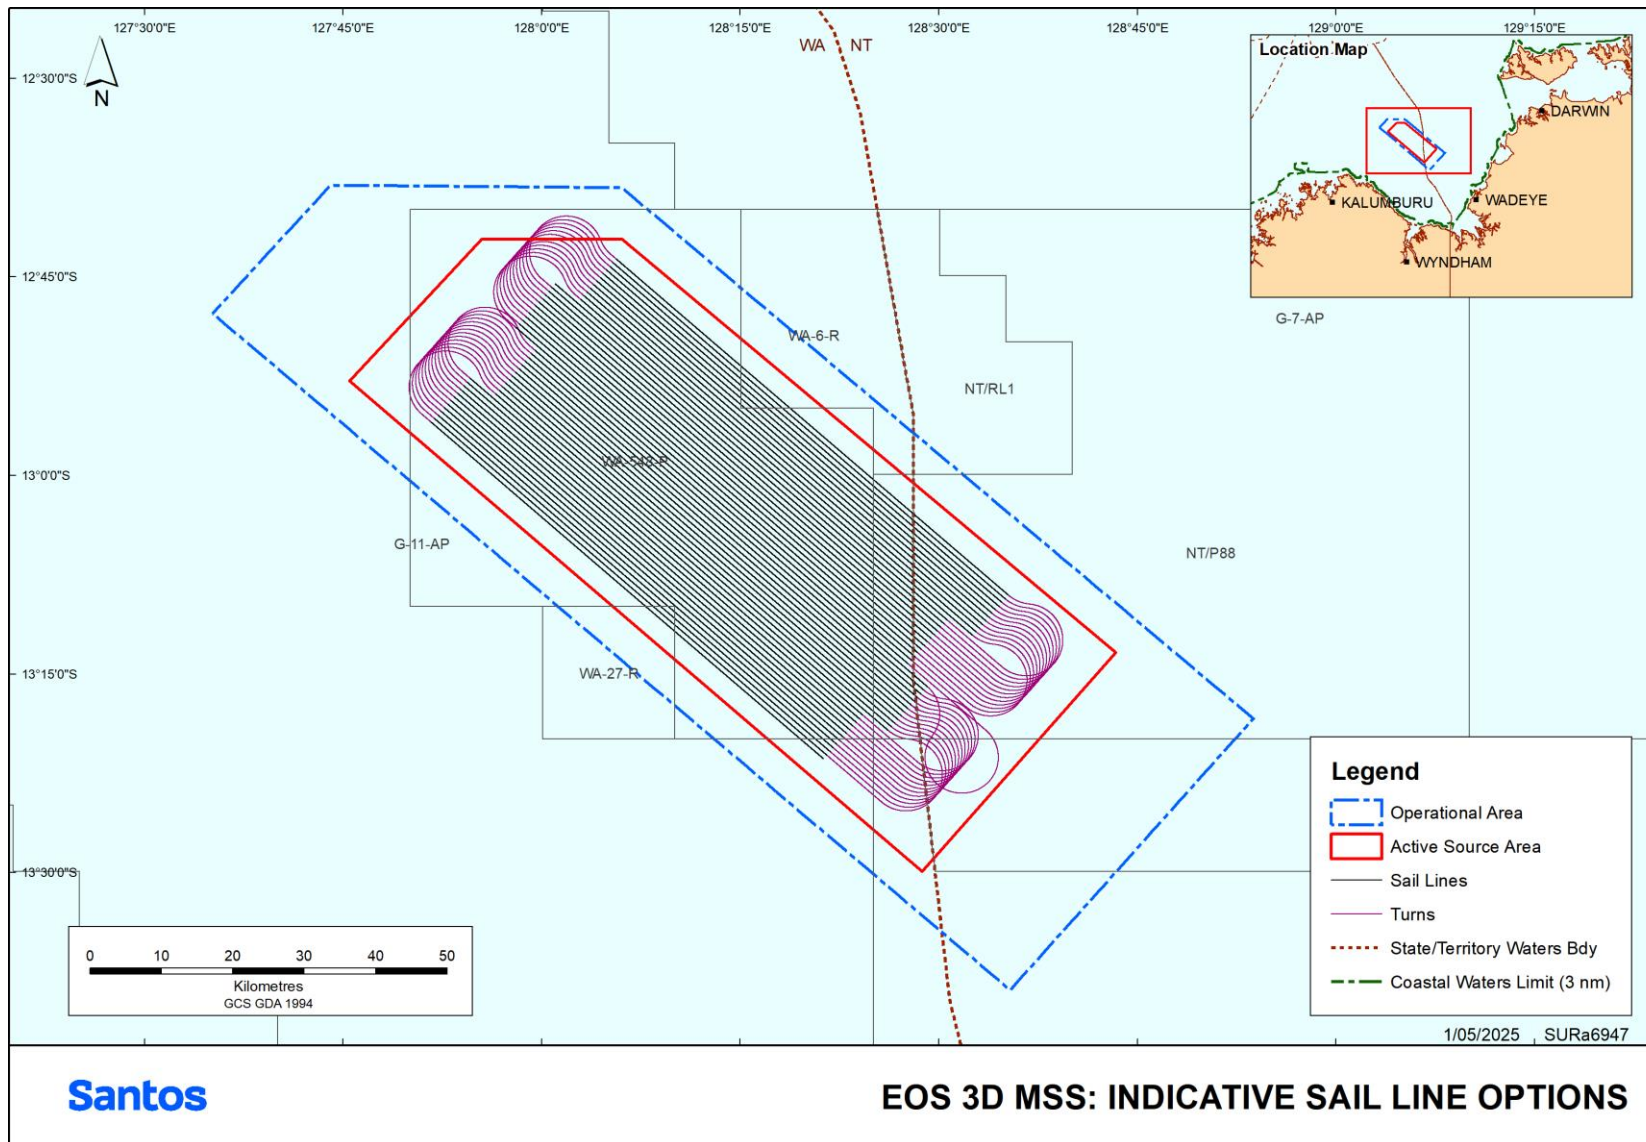 127°30'0"E
127°45'0"E
128°0'0"E
128°15'0"E
128°30'0"E
128°45'0"E
129°0'0"E
129°15'0"E
WA NT
Location Map
12°30'0"S
N
DARWIN
KALUMBURU
WADEYE
WYNDHAM
12°45'0"S
G-7-AP
WA-6-R
NT/RL1
WA-548-P
13°0'0"S
G-11-AP
NT/P88
13°15'0"S
WA-27-R
Legend
Operational Area
Active Source Area
Sail Lines
Turns
State/Territory Waters Bdy
Coastal Waters Limit (3 nm)
13°30'0"S
0 10 20 30 40 50
Kilometres
GCS GDA 1994
1/05/2025 SURa6947
Santos
EOS 3D MSS: INDICATIVE SAIL LINE OPTIONS